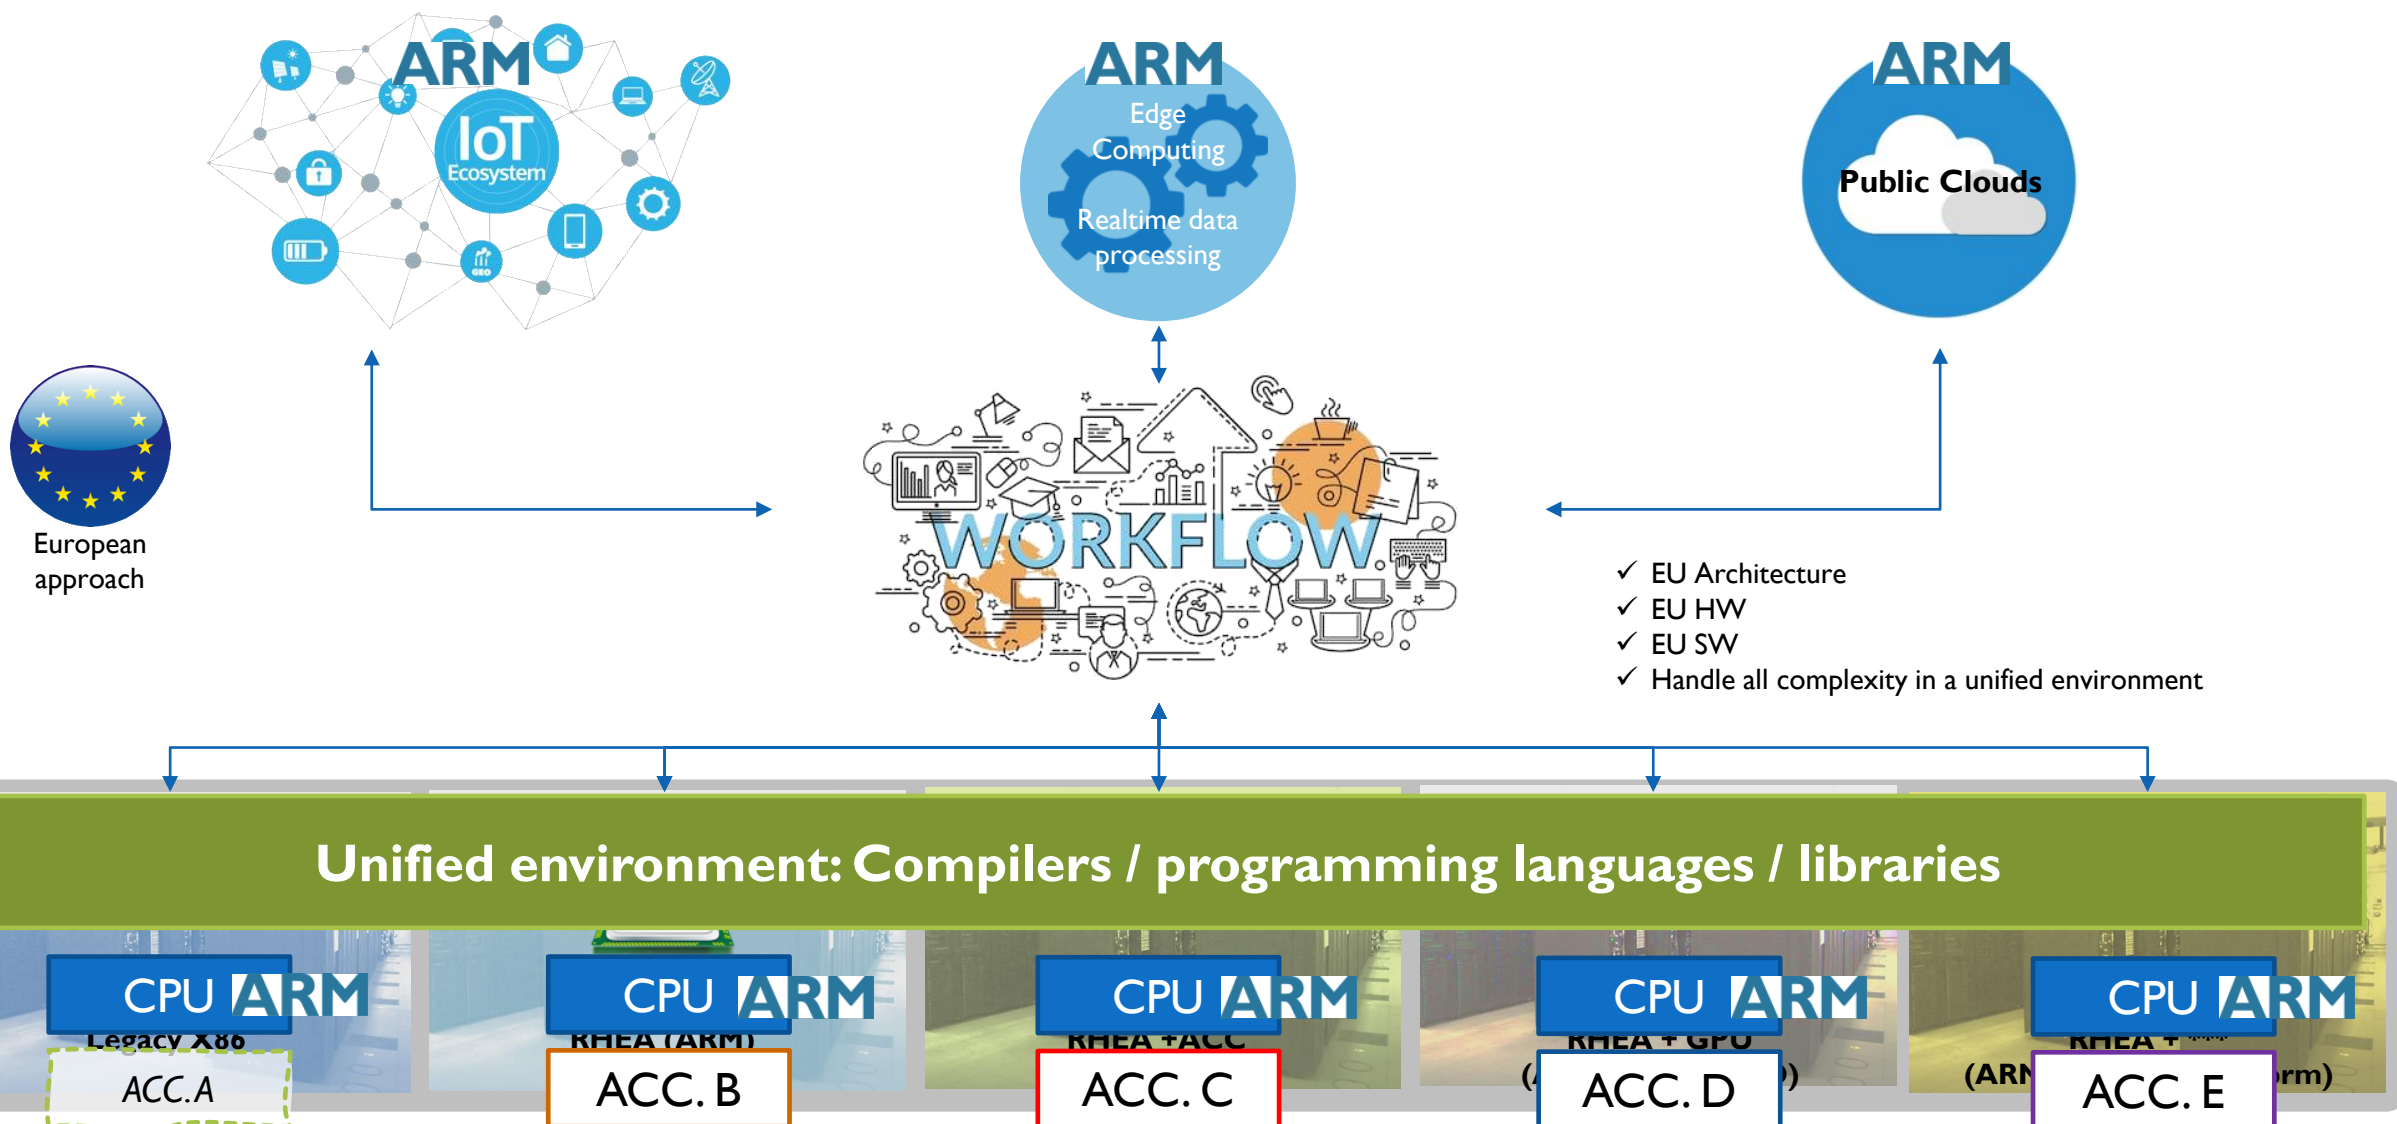 ARM
IoT
Ecosystem
GEO
ARM
Edge
Computing
Realtime data
processing
ARM
Public Clouds
European
approach
WORKFLOW
✓ EU Architecture
✓ EU HW
✓ EU SW
✓ Handle all complexity in a unified environment
Unified environment: Compilers / programming languages / libraries
CPU ARM
CPU ARM
CPU ARM
CPU ARM
CPU ARM
Legacy X86
RHEA (ARM)
RHEA +ACC
RHEA + GPU
RHEA + ***
ACC. A
ACC. B
ACC. C
ACC. D
ACC. E